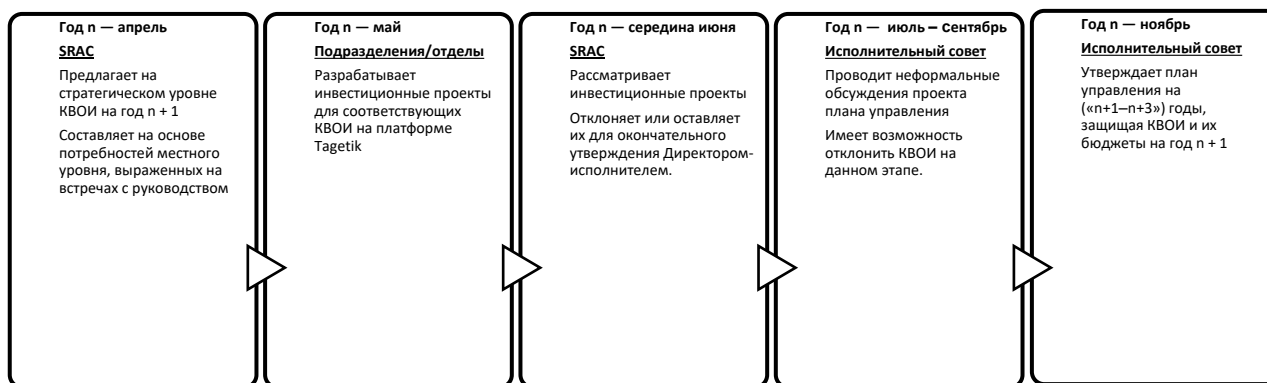 Год n — апрель
SRAC
Предлагает на
стратегическом уровне
КВОИ на год n + 1
Составляет на основе
потребностей местного
уровня, выраженных на
встречах с руководством
Год n — май
Подразделения/отделы
Разрабатывает
инвестиционные проекты
для соответствующих
КВОИ на платформе
Tagetik
Год n — середина июня
SRAC
Рассматривает
инвестиционные проекты
Отклоняет или оставляет
их для окончательного
утверждения Директором-
исполнителем.
Год n — июль – Сентябрь
Исполнительный совет
Проводит неформальные
обсуждения проекта
плана управления
Имеет возможность
отклонить КВОИ на
данном этапе.
Год n — ноябрь
Исполнительный совет
Утверждает план
управления на
(«n+1–n+3») годы,
защищая КВОИ и их
бюджеты на год n + 1